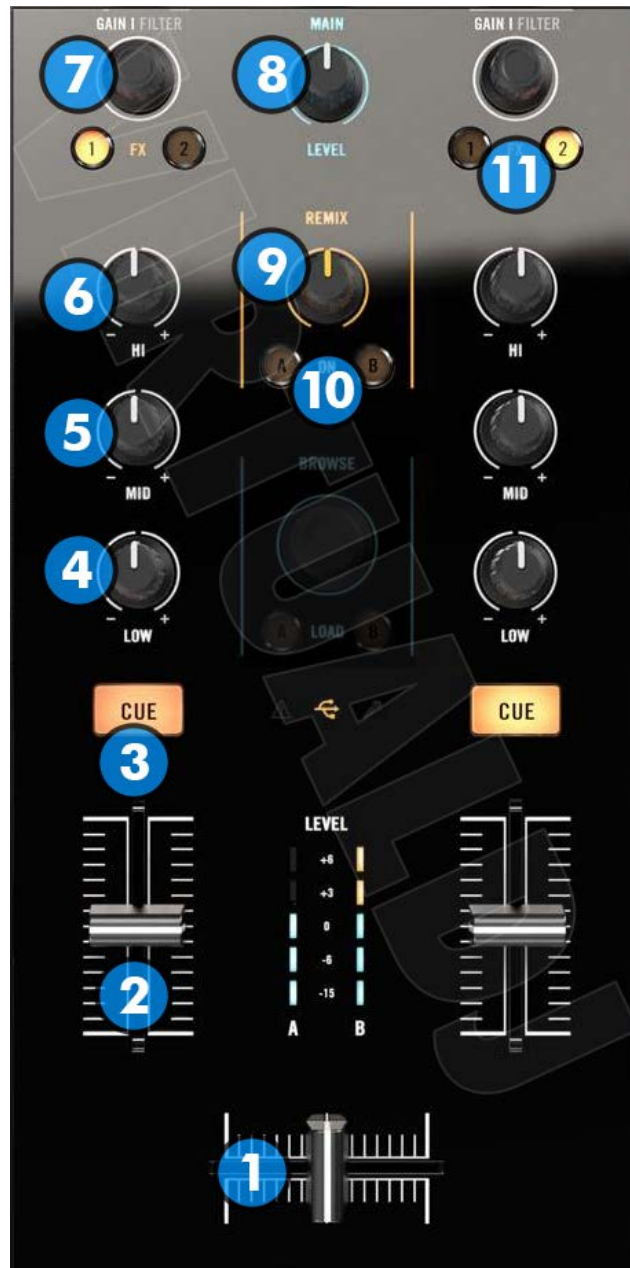 GAIN | FILTER MAIN GAIN | FILTER
7 8
1 FX 2 LEVEL 1 2
11
REMIX
6 9
A B
- + HI - + HI
10
5
BROWSE
- + MID - + MID
4
- + LOW A LOAD B - + LOW
CUE CUE
3
LEVEL
+6
+3
0
-6
2
-15
A B
1
VIRTUALDJ